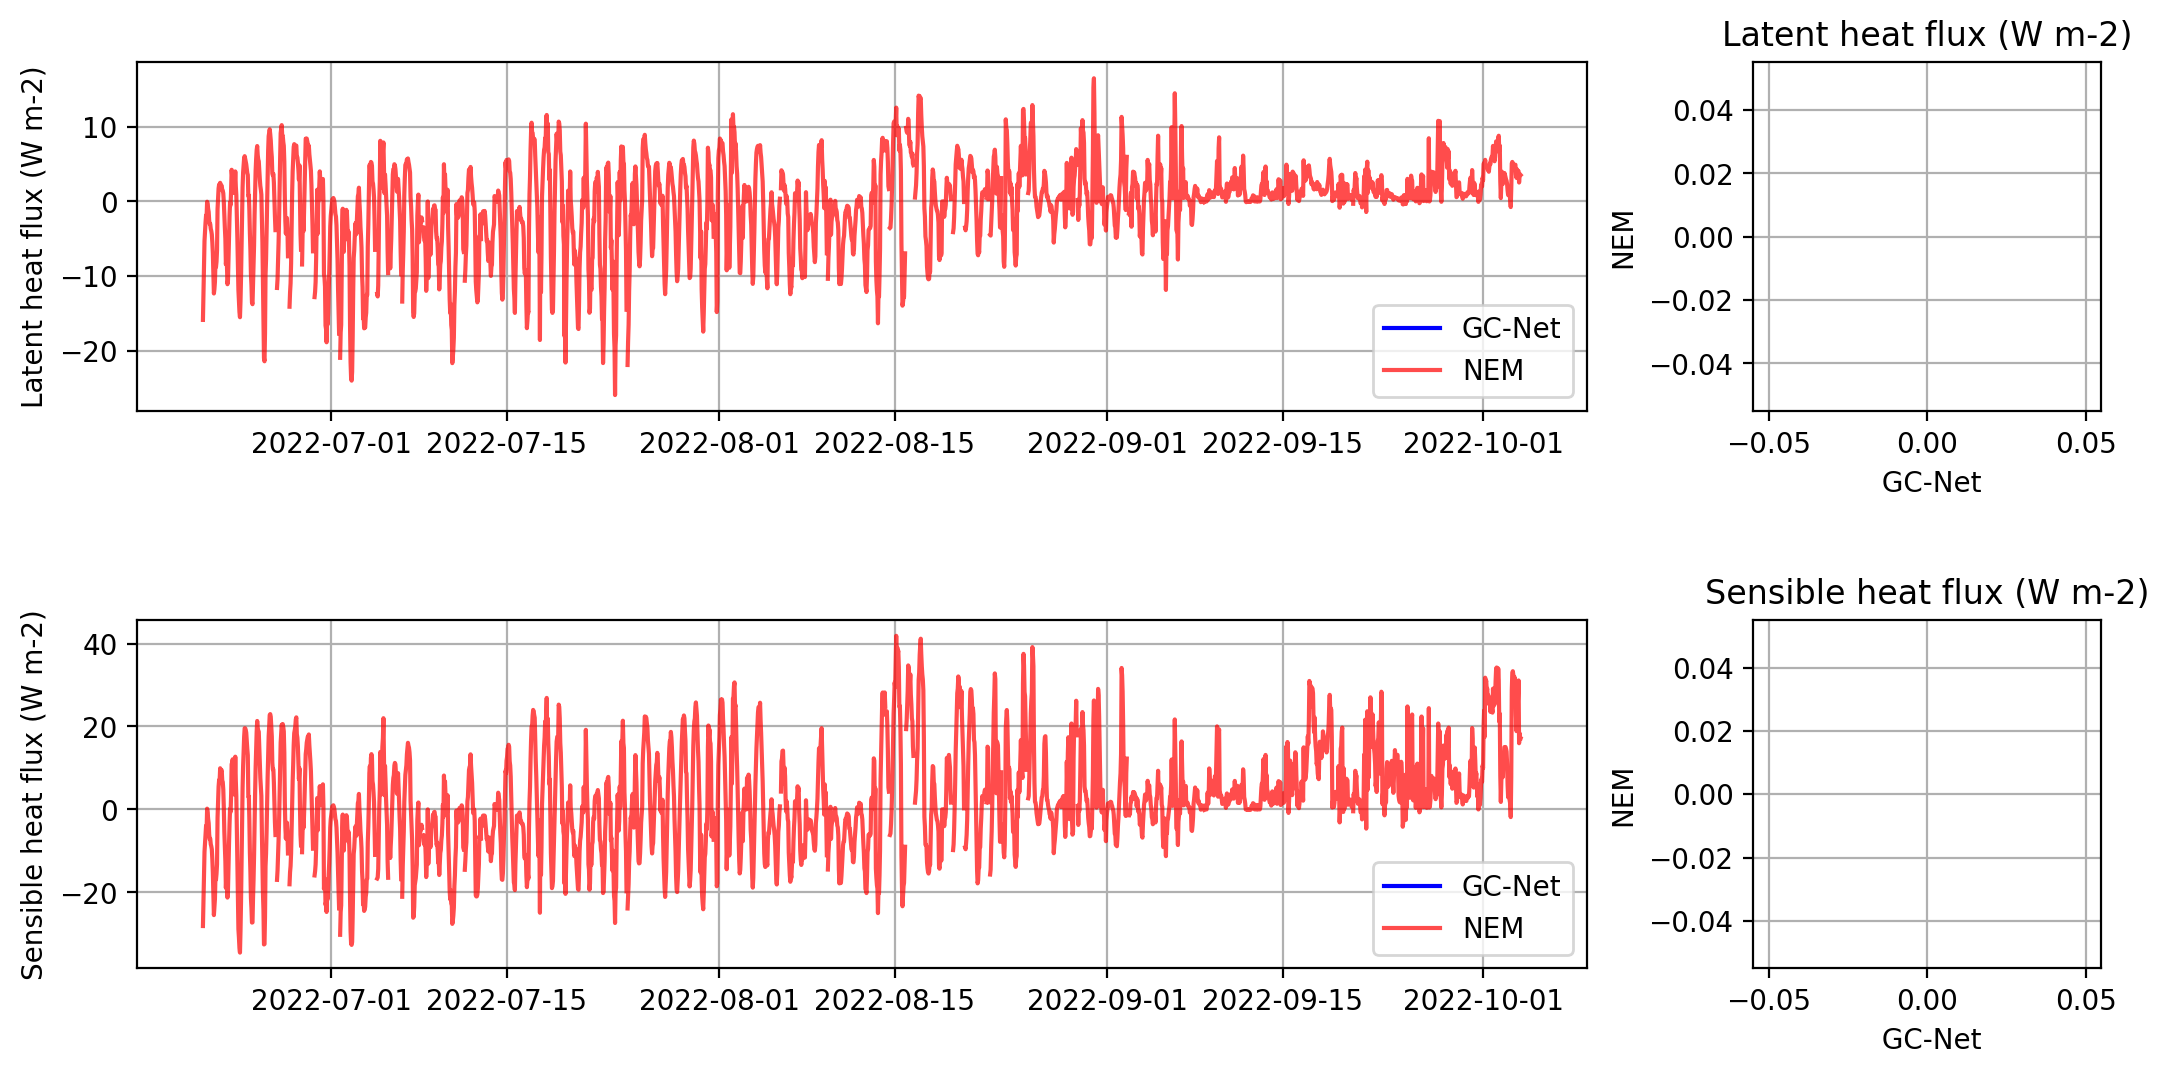 Latent heat flux (W m-2)
Latent heat flux (W m-2)
10
0
−10
−20
GC-Net
NEM
2022-07-01 2022-07-15 2022-08-01 2022-08-15 2022-09-01 2022-09-15 2022-10-01
NEM
0.04
0.02
0.00
−0.02
−0.04
−0.05 0.00 0.05
GC-Net
Sensible heat flux (W m-2)
Sensible heat flux (W m-2)
40
20
0
−20
GC-Net
NEM
2022-07-01 2022-07-15 2022-08-01 2022-08-15 2022-09-01 2022-09-15 2022-10-01
NEM
0.04
0.02
0.00
−0.02
−0.04
−0.05 0.00 0.05
GC-Net